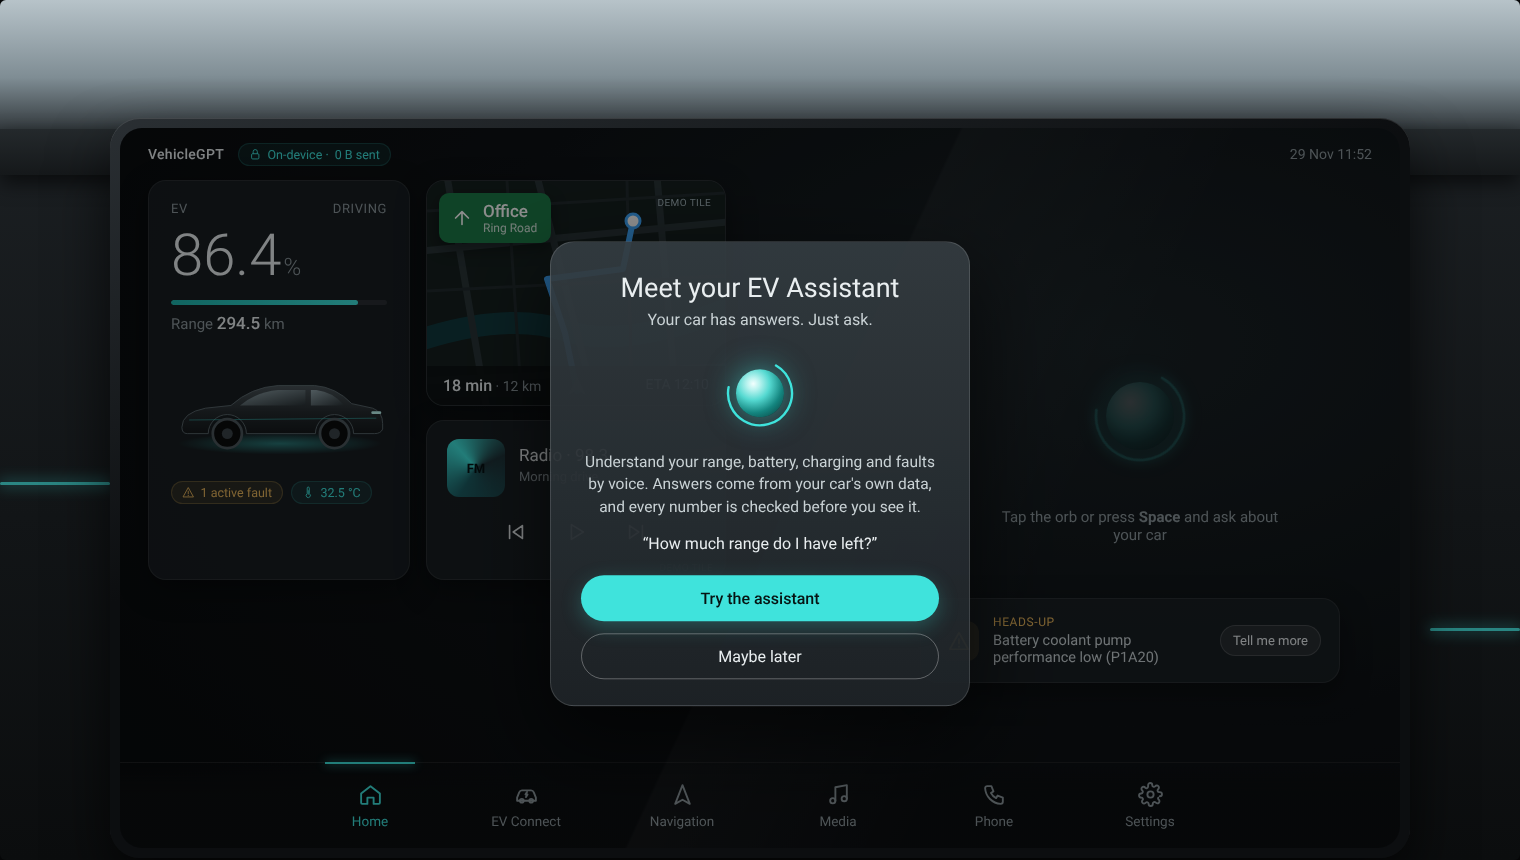 VehicleGPT
On-device · 0 B sent
29 Nov 11:52
EV
DRIVING
86.4%
Range 294.5 km
1 active fault
32.5 °C
Office
Ring Road
DEMO TILE
18 min · 12 km
FM
Meet your EV Assistant
Your car has answers. Just ask.
Understand your range, battery, charging and faults
by voice. Answers come from your car's own data,
and every number is checked before you see it.
“How much range do I have left?”
Try the assistant
Maybe later
Tap the orb or press Space and ask about
your car
HEADS-UP
Battery coolant pump
performance low (P1A20)
Tell me more
Home
EV Connect
Navigation
Media
Phone
Settings